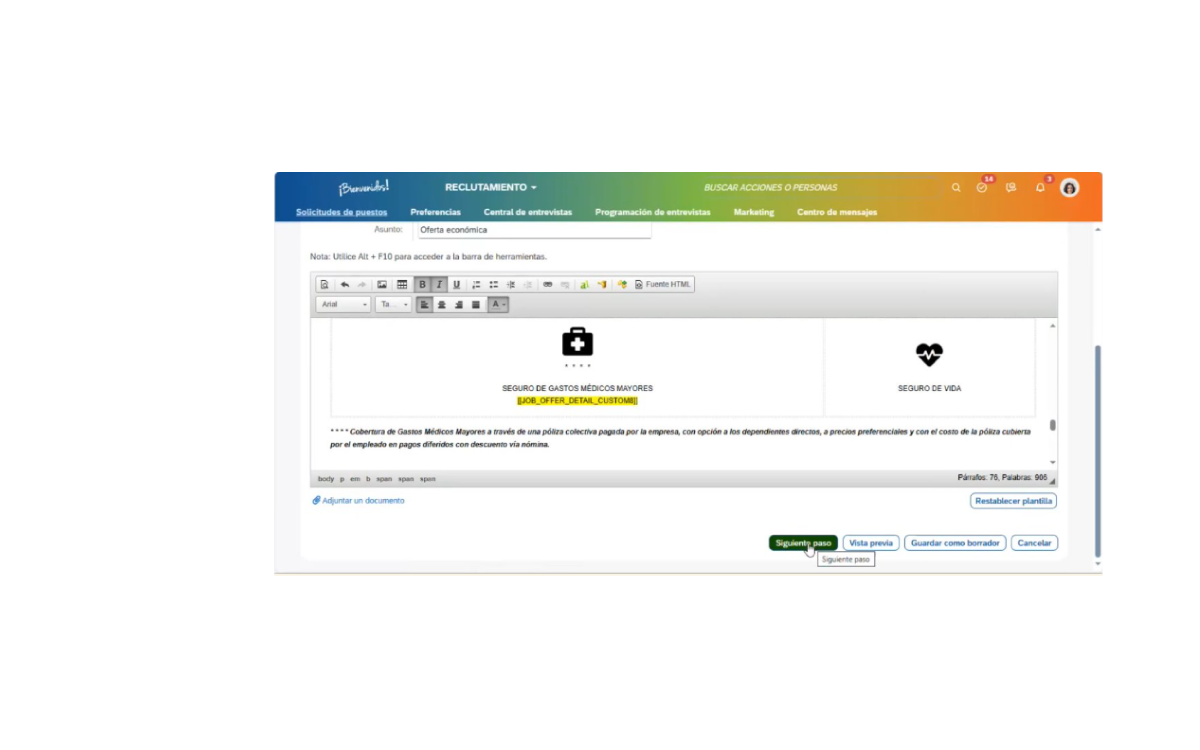 ¡Bienvenidos!
RECLUTAMIENTO
BUSCAR ACCIONES O PERSONAS
14
3
Solicitudes de puestos
Preferencias
Central de entrevistas
Programación de entrevistas
Marketing
Centro de mensajes
Asunto:
Oferta económica
Nota: Utilice Alt + F10 para acceder a la barra de herramientas.
B I U
Fuente HTML
Arial
Ta...
A
* * * *
SEGURO DE GASTOS MÉDICOS MAYORES
[[JOB_OFFER_DETAIL_CUSTOM8]]
SEGURO DE VIDA
* * * * Cobertura de Gastos Médicos Mayores a través de una póliza colectiva pagada por la empresa, con opción a los dependientes directos, a precios preferenciales y con el costo de la póliza cubierta
por el empleado en pagos diferidos con descuento vía nómina.
body p em b span span span
Párrafos: 75, Palabras: 906
Adjuntar un documento
Restablecer plantilla
Siguiente paso
Vista previa
Guardar como borrador
Cancelar
Siguiente paso